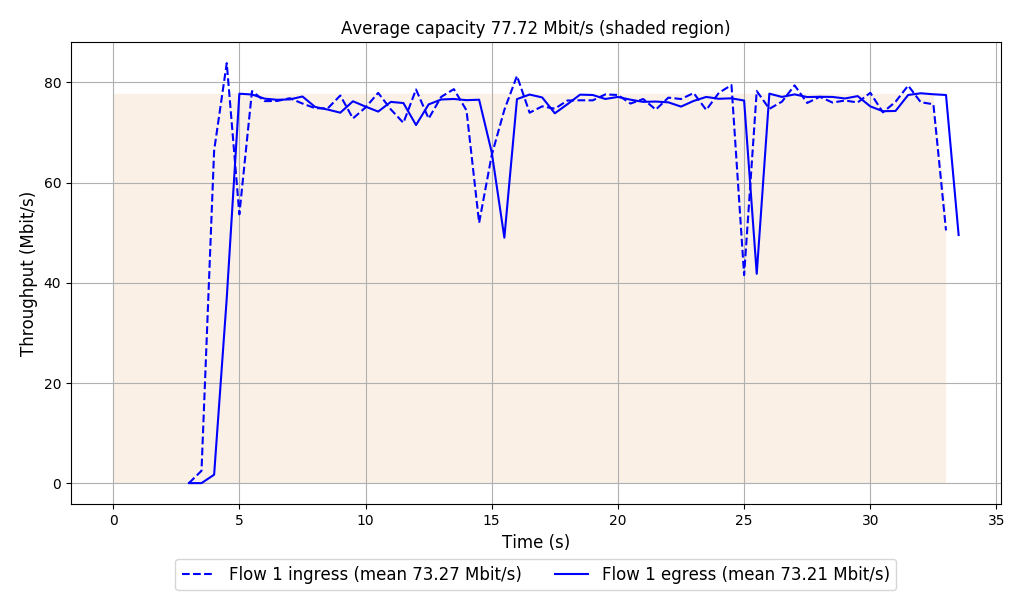 Average capacity 77.72 Mbit/s (shaded region)
Throughput (Mbit/s)
80
60
40
20
0
0 5 10 15 20 25 30 35
Time (s)
Flow 1 ingress (mean 73.27 Mbit/s) Flow 1 egress (mean 73.21 Mbit/s)